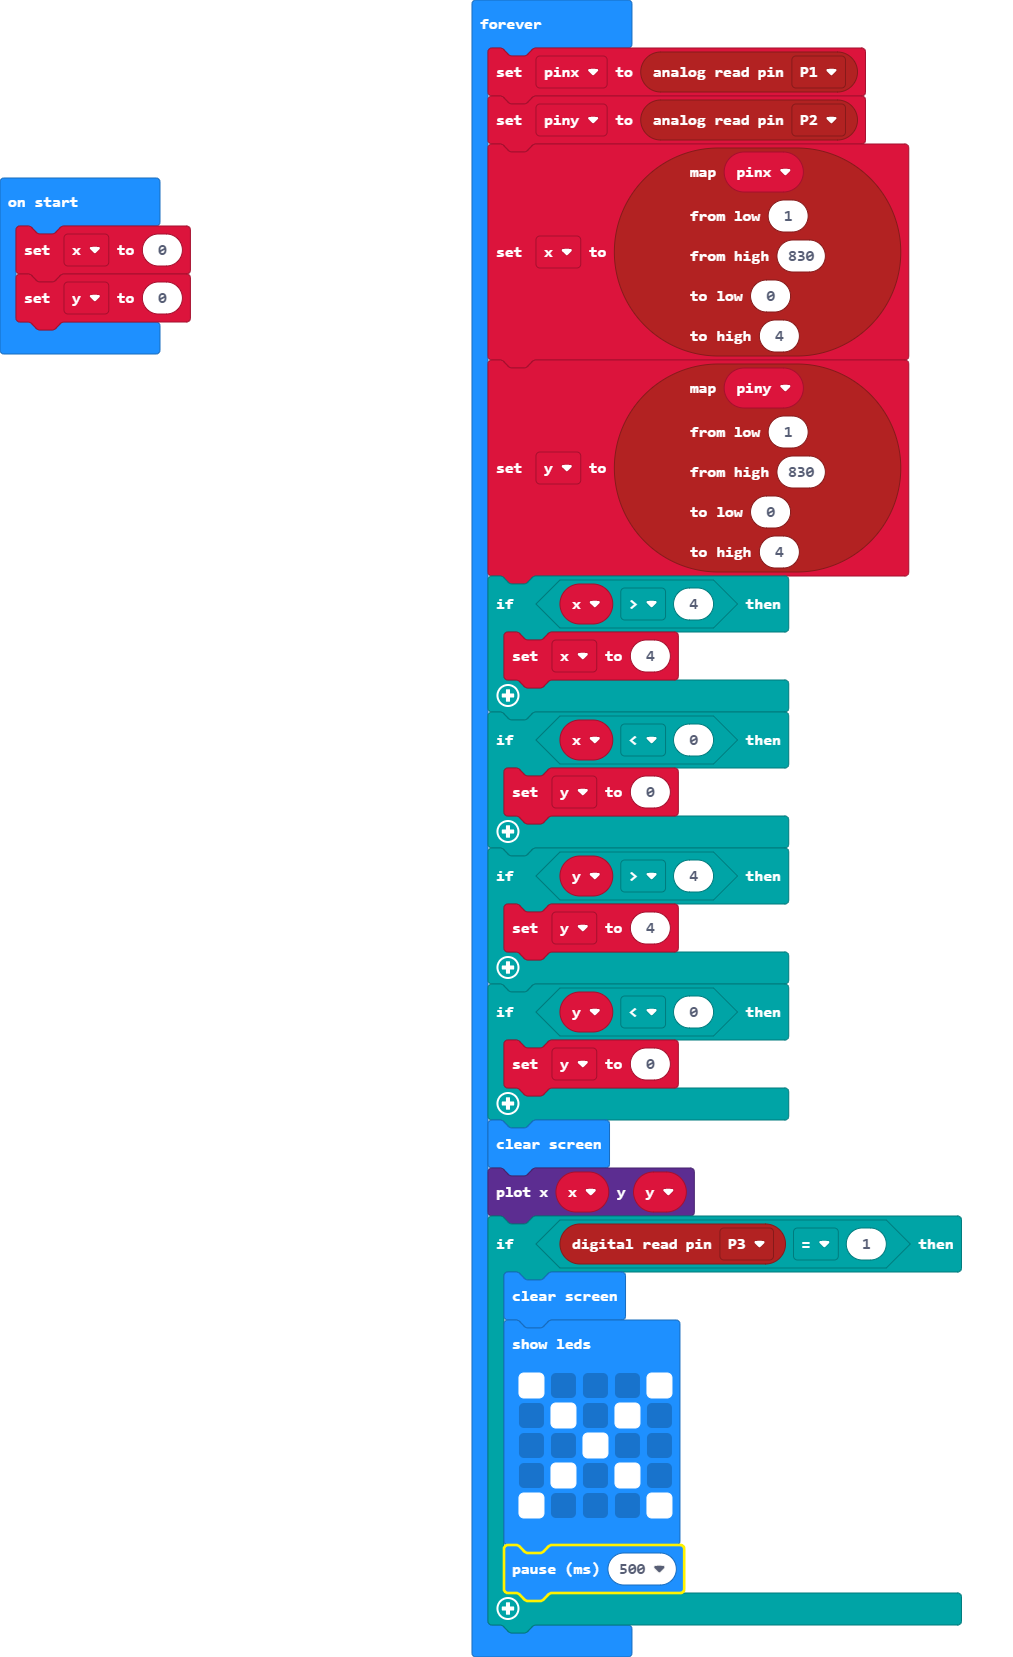 on start
set x to 0
set y to 0
forever
set pinx to analog read pin P1
set piny to analog read pin P2
set x to map pinx
from low 1
from high 830
to low 0
to high 4
set y to map piny
from low 1
from high 830
to low 0
to high 4
if x > 4 then
set x to 4
if x < 0 then
set y to 0
if y > 4 then
set y to 4
if y < 0 then
set y to 0
clear screen
plot x x y y
if digital read pin P3 = 1 then
clear screen
show leds
pause (ms) 500